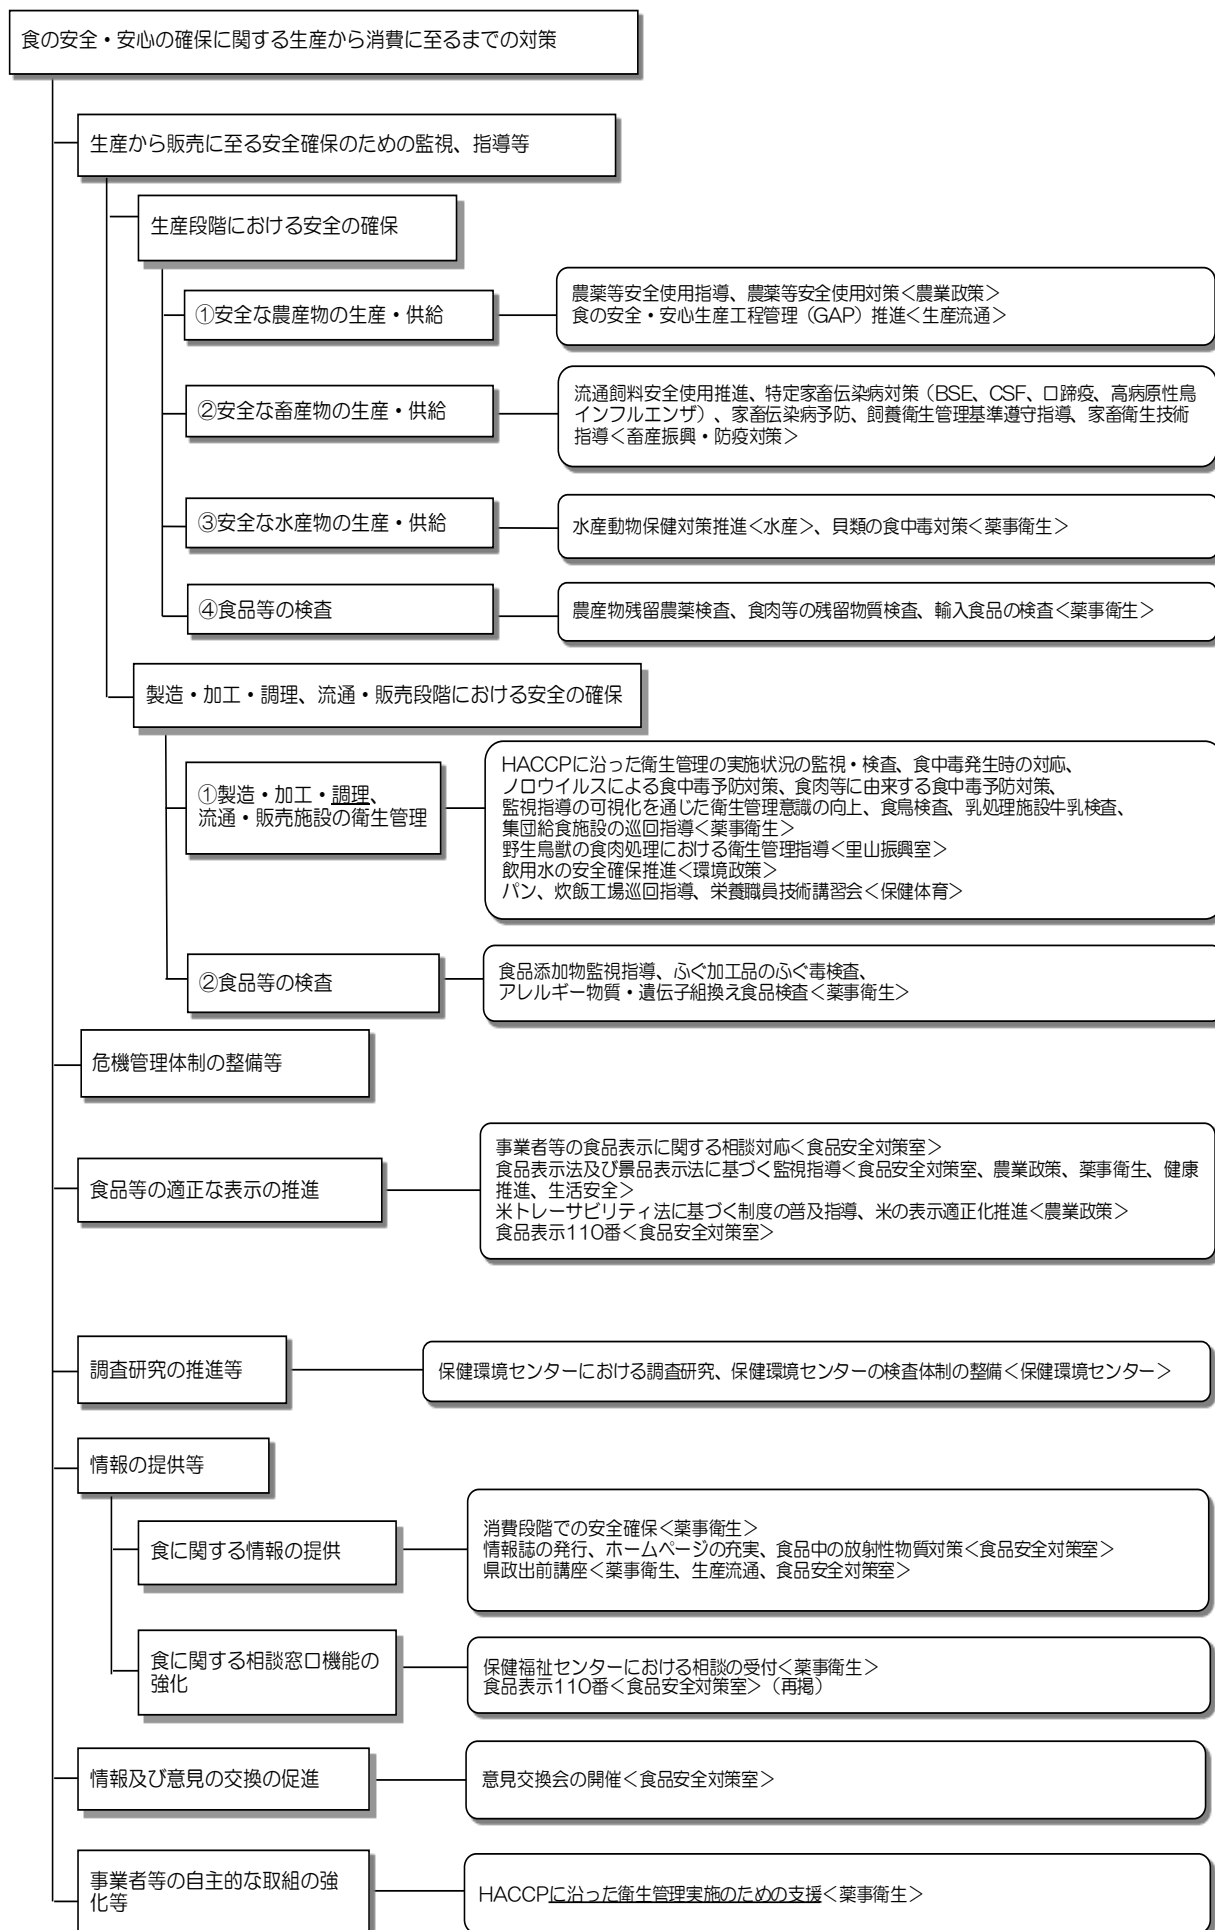 食の安全・安心の確保に関する生産から消費に至るまでの対策
生産から販売に至る安全確保のための監視、指導等
生産段階における安全の確保
①安全な農産物の生産・供給
農薬等安全使用指導、農薬等安全使用対策＜農業政策＞
食の安全・安心生産工程管理（GAP）推進＜生産流通＞
②安全な畜産物の生産・供給
流通飼料安全使用推進、特定家畜伝染病対策（BSE、CSF、口蹄疫、高病原性鳥
インフルエンザ）、家畜伝染病予防、飼養衛生管理基準遵守指導、家畜衛生技術
指導＜畜産振興・防疫対策＞
③安全な水産物の生産・供給
水産動物保健対策推進＜水産＞、貝類の食中毒対策＜薬事衛生＞
④食品等の検査
農産物残留農薬検査、食肉等の残留物質検査、輸入食品の検査＜薬事衛生＞
製造・加工・調理、流通・販売段階における安全の確保
①製造・加工・調理、
流通・販売施設の衛生管理
HACCPに沿った衛生管理の実施状況の監視・検査、食中毒発生時の対応、
ノロウイルスによる食中毒予防対策、食肉等に由来する食中毒予防対策、
監視指導の可視化を通じた衛生管理意識の向上、食鳥検査、乳処理施設牛乳検査、
集団給食施設の巡回指導＜薬事衛生＞
野生鳥獣の食肉処理における衛生管理指導＜里山振興室＞
飲用水の安全確保推進＜環境政策＞
パン、炊飯工場巡回指導、栄養職員技術講習会＜保健体育＞
②食品等の検査
食品添加物監視指導、ふぐ加工品のふぐ毒検査、
アレルギー物質・遺伝子組換え食品検査＜薬事衛生＞
危機管理体制の整備等
食品等の適正な表示の推進
事業者等の食品表示に関する相談対応＜食品安全対策室＞
食品表示法及び景品表示法に基づく監視指導＜食品安全対策室、農業政策、薬事衛生、健康
推進、生活安全＞
米トレーサビリティ法に基づく制度の普及指導、米の表示適正化推進＜農業政策＞
食品表示110番＜食品安全対策室＞
調査研究の推進等
保健環境センターにおける調査研究、保健環境センターの検査体制の整備＜保健環境センター＞
情報の提供等
食に関する情報の提供
消費段階での安全確保＜薬事衛生＞
情報誌の発行、ホームページの充実、食品中の放射性物質対策＜食品安全対策室＞
県政出前講座＜薬事衛生、生産流通、食品安全対策室＞
食に関する相談窓口機能の
強化
保健福祉センターにおける相談の受付＜薬事衛生＞
食品表示110番＜食品安全対策室＞（再掲）
情報及び意見の交換の促進
意見交換会の開催＜食品安全対策室＞
事業者等の自主的な取組の強
化等
HACCPに沿った衛生管理実施のための支援＜薬事衛生＞